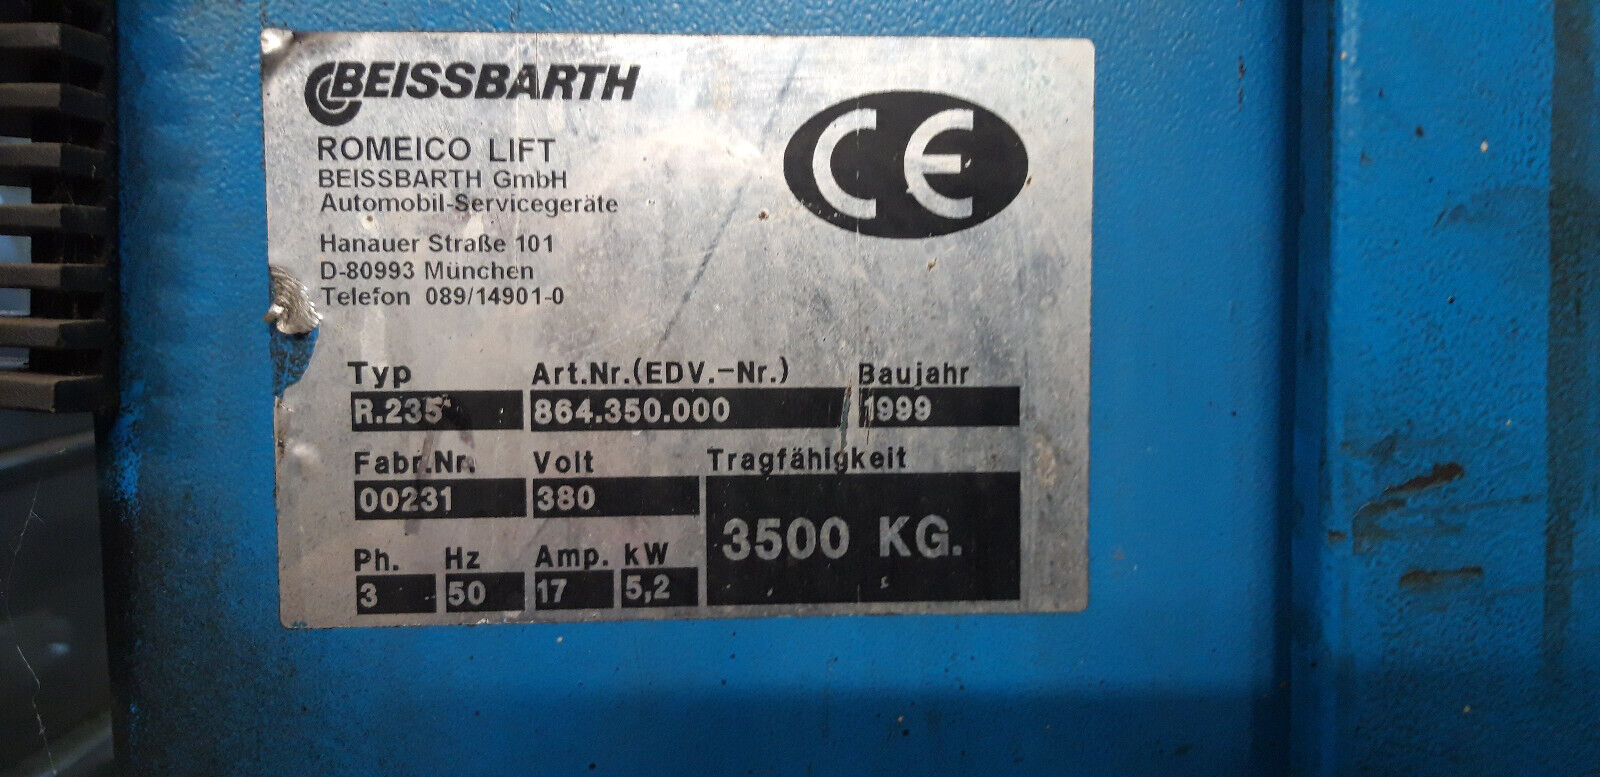 BEISSBARTH
ROMEICO LIFT
BEISSBARTH GmbH
Automobil-Servicegeräte
Hanauer Straße 101
D-80993 München
Telefon 089/14901-0
CE
Typ Art.Nr.(EDV.-Nr.) Baujahr
R.235 864.350.000 1999
Fabr.Nr. Volt Tragfähigkeit
00231 380 3500 KG.
Ph. Hz Amp. kW
3 50 17 5,2